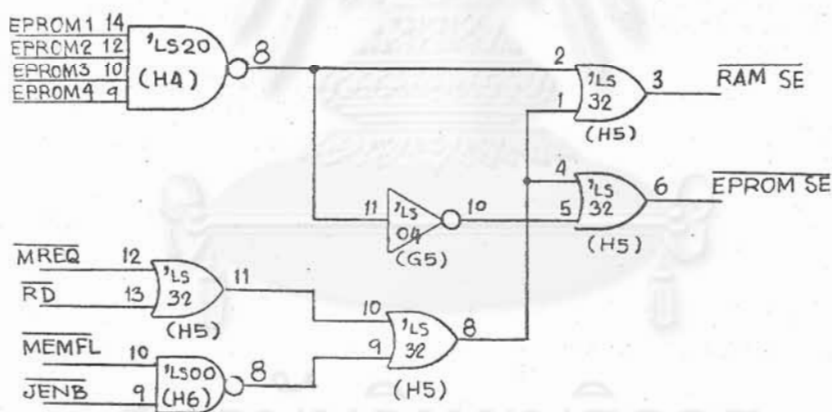 EPROM1 14
EPROM2 12
EPROM3 10
EPROM4 9
'LS20
(H4)
8
2
1
'LS
32
(H5)
3
RAM SE
11
'LS
04
(G5)
10
4
5
'LS
32
(H5)
6
EPROM SE
MREQ 12
RD 13
'LS
32
(H5)
11
MEMFL 10
JENB 9
'LS00
(H6)
8
10
9
'LS
32
(H5)
8